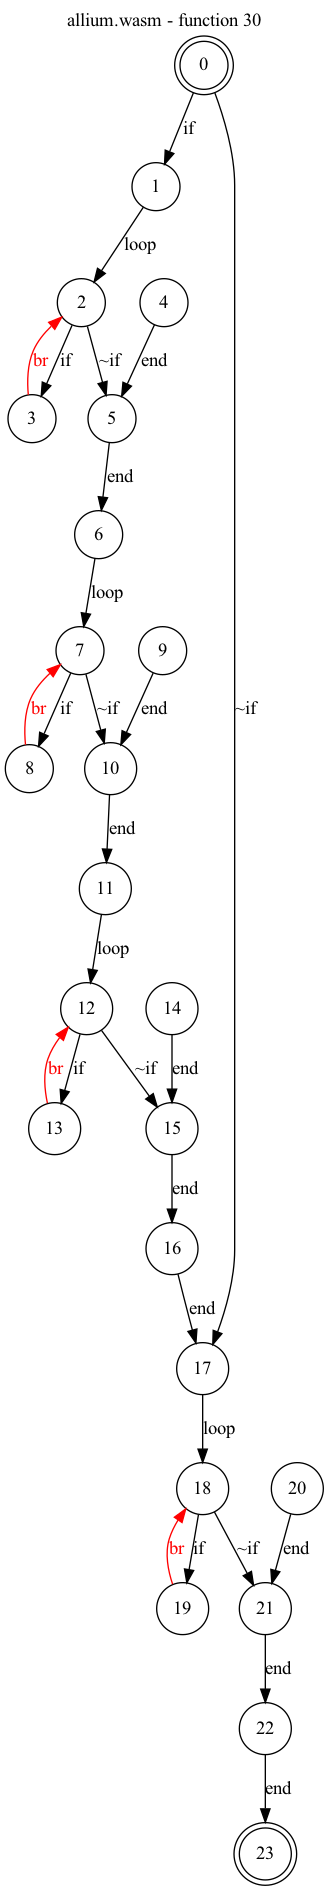 allium.wasm - function 30
0
if
1
loop
2
4
br
if
~if
end
3
5
end
6
loop
7
9
br
if
~if
end
~if
8
10
end
11
loop
12
14
br
if
~if
end
13
15
end
16
end
17
loop
18
20
br
if
~if
end
19
21
end
22
end
23